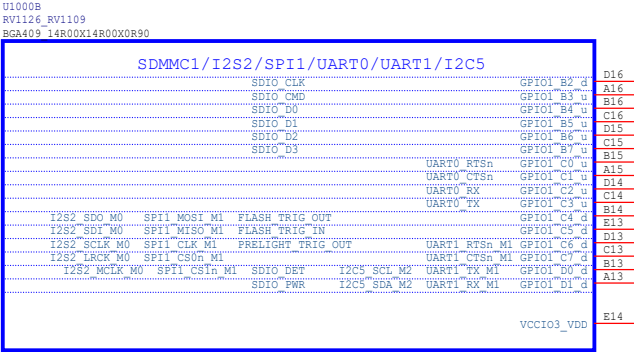 U1000B
RV1126_RV1109
BGA409_14R00X14R00X0R90
SDMMC1/I2S2/SPI1/UART0/UART1/I2C5
SDIO_CLK GPIO1_B2_d D16
SDIO_CMD GPIO1_B3_u A16
SDIO_D0 GPIO1_B4_u B16
SDIO_D1 GPIO1_B5_u C16
SDIO_D2 GPIO1_B6_u D15
SDIO_D3 GPIO1_B7_u C15
UART0_RTSn GPIO1_C0_u B15
UART0_CTSn GPIO1_C1_u A15
UART0_RX GPIO1_C2_u D14
UART0_TX GPIO1_C3_u C14
I2S2_SDO_M0 SPI1_MOSI_M1 FLASH_TRIG_OUT GPIO1_C4_d B14
I2S2_SDI_M0 SPI1_MISO_M1 FLASH_TRIG_IN GPIO1_C5_d E13
I2S2_SCLK_M0 SPI1_CLK_M1 PRELIGHT_TRIG_OUT UART1_RTSn_M1 GPIO1_C6_d D13
I2S2_LRCK_M0 SPI1_CS0n_M1 UART1_CTSn_M1 GPIO1_C7_d C13
I2S2_MCLK_M0 SPI1_CS1n_M1 SDIO_DET I2C5_SCL_M2 UART1_TX_M1 GPIO1_D0_d B13
SDIO_PWR I2C5_SDA_M2 UART1_RX_M1 GPIO1_D1_d A13
VCCIO3_VDD E14